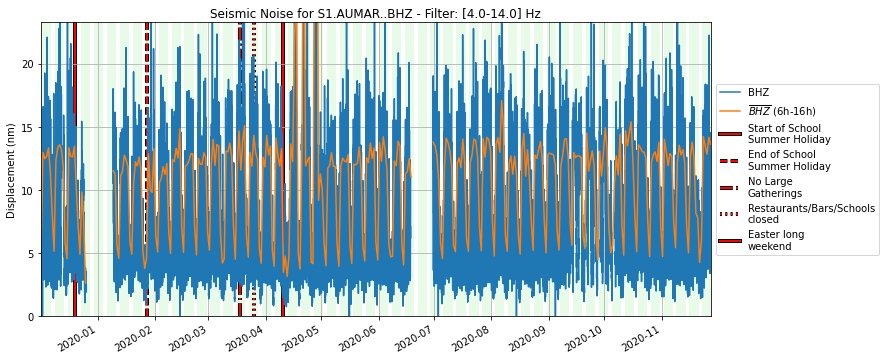 Seismic Noise for S1.AUMAR..BHZ - Filter: [4.0-14.0] Hz
Displacement (nm)
20
15
10
5
0
2020-01
2020-02
2020-03
2020-04
2020-05
2020-06
2020-07
2020-08
2020-09
2020-10
2020-11
BHZ
BHZ (6h-16h)
Start of School
Summer Holiday
End of School
Summer Holiday
No Large
Gatherings
Restaurants/Bars/Schools
closed
Easter long
weekend